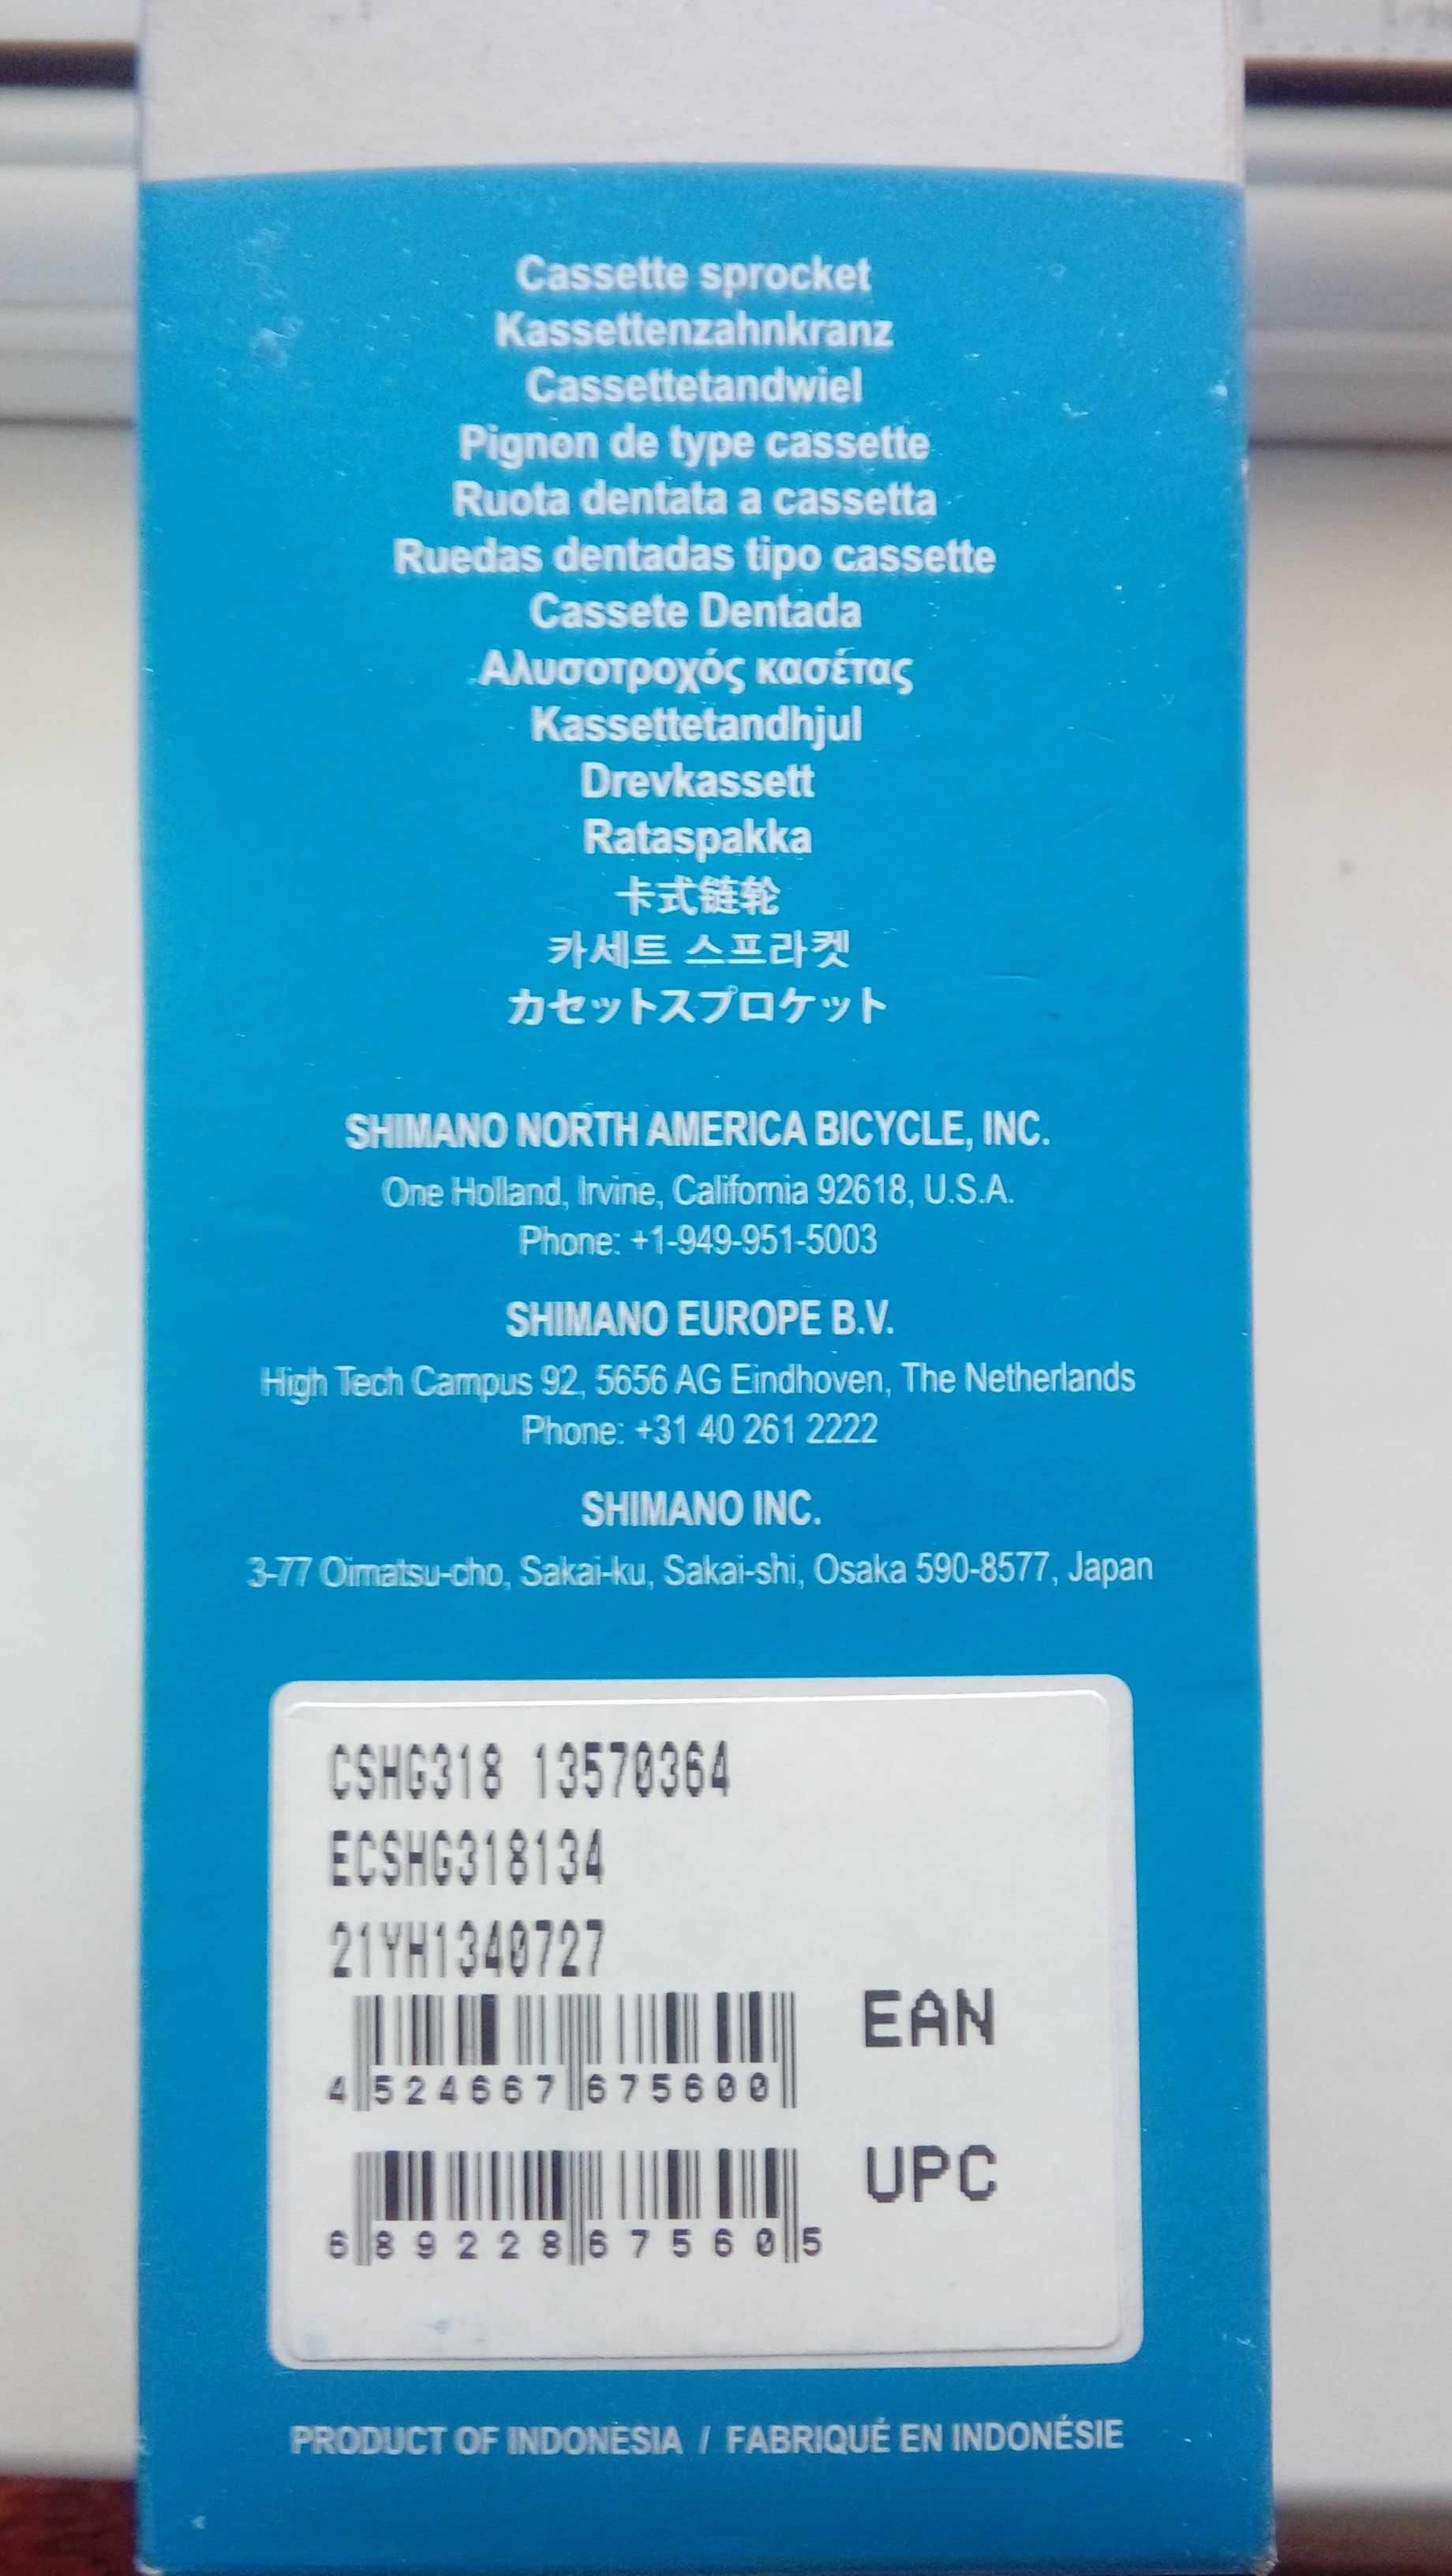 Cassette sprocket
Kassettenzahnkranz
Cassettetandwiel
Pignon de type cassette
Ruota dentata a cassetta
Ruedas dentadas tipo cassette
Cassete Dentada
Αλυσοτροχός κασέτας
Kassettetandhjul
Drevkassett
Rataspakka
卡式链轮
카세트 스프라켓
カセットスプロケット
SHIMANO NORTH AMERICA BICYCLE, INC.
One Holland, Irvine, California 92618, U.S.A.
Phone: +1-949-951-5003
SHIMANO EUROPE B.V.
High Tech Campus 92, 5656 AG Eindhoven, The Netherlands
Phone: +31 40 261 2222
SHIMANO INC.
3-77 Oimatsu-cho, Sakai-ku, Sakai-shi, Osaka 590-8577, Japan
CSHG318 13570364
ECSHG318134
21YH1340727
EAN
4 524667 675600
UPC
6 89228 67560 5
PRODUCT OF INDONESIA / FABRIQUÉ EN INDONÉSIE